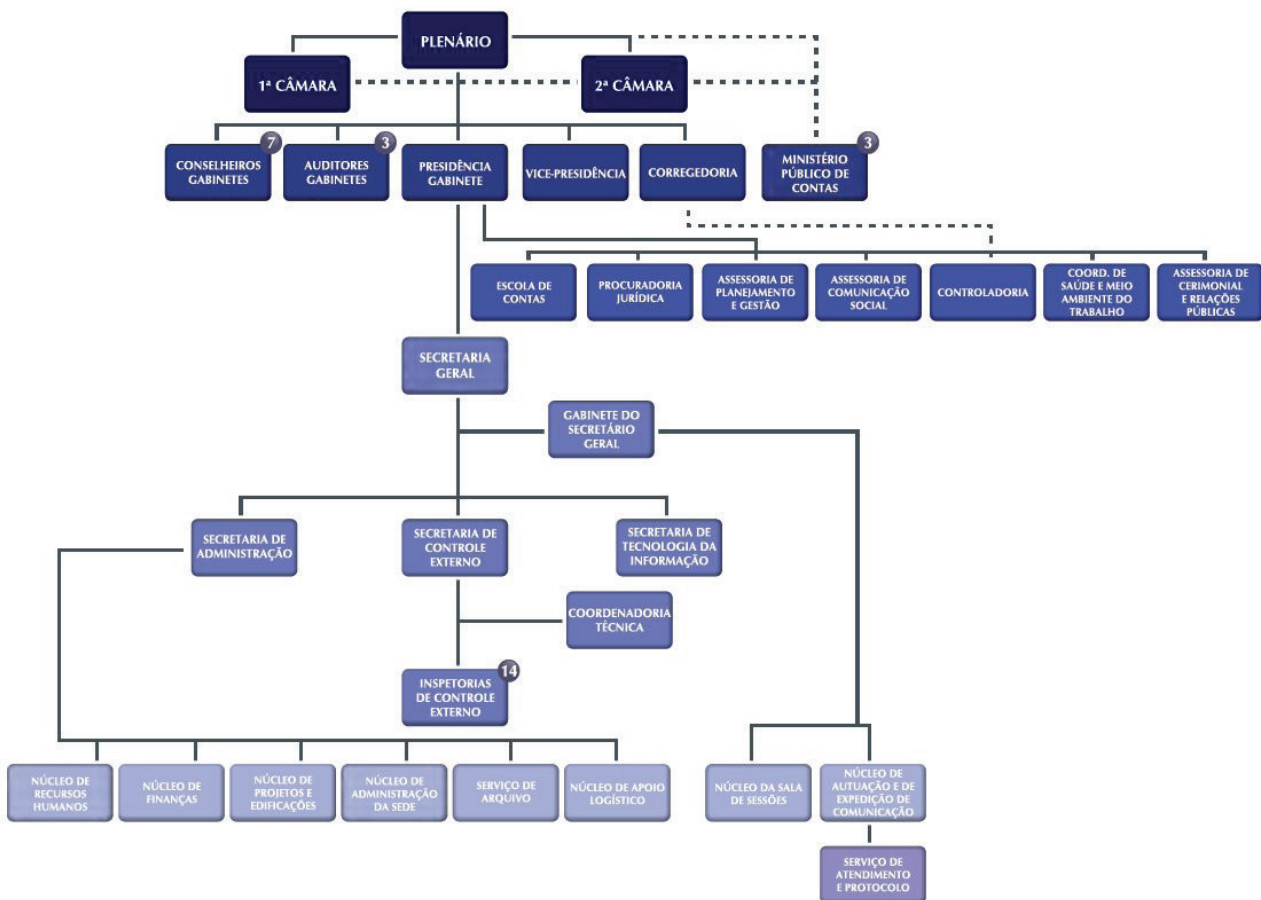 PLENÁRIO
1ª CÂMARA
2ª CÂMARA
7
CONSELHEIROS
GABINETES
3
AUDITORES
GABINETES
PRESIDÊNCIA
GABINETE
VICE-PRESIDÊNCIA
CORREGEDORIA
3
MINISTÉRIO
PÚBLICO DE
CONTAS
ESCOLA DE
CONTAS
PROCURADORIA
JURÍDICA
ASSESSORIA DE
PLANEJAMENTO
E GESTÃO
ASSESSORIA DE
COMUNICAÇÃO
SOCIAL
CONTROLADORIA
COORD. DE
SAÚDE E MEIO
AMBIENTE DO
TRABALHO
ASSESSORIA DE
CERIMONIAL
E RELAÇÕES
PÚBLICAS
SECRETARIA
GERAL
GABINETE DO
SECRETÁRIO
GERAL
SECRETARIA DE
ADMINISTRAÇÃO
SECRETARIA DE
CONTROLE
EXTERNO
SECRETARIA DE
TECNOLOGIA DA
INFORMAÇÃO
COORDENADORIA
TÉCNICA
14
INSPETORIAS
DE CONTROLE
EXTERNO
NÚCLEO DE
RECURSOS
HUMANOS
NÚCLEO DE
FINANÇAS
NÚCLEO DE
PROJETOS E
EDIFICAÇÕES
NÚCLEO DE
ADMINISTRAÇÃO
DA SEDE
SERVIÇO DE
ARQUIVO
NÚCLEO DE APOIO
LOGÍSTICO
NÚCLEO DA SALA
DE SESSÕES
NÚCLEO DE
AUTUAÇÃO E DE
EXPEDIÇÃO DE
COMUNICAÇÃO
SERVIÇO DE
ATENDIMENTO
E PROTOCOLO